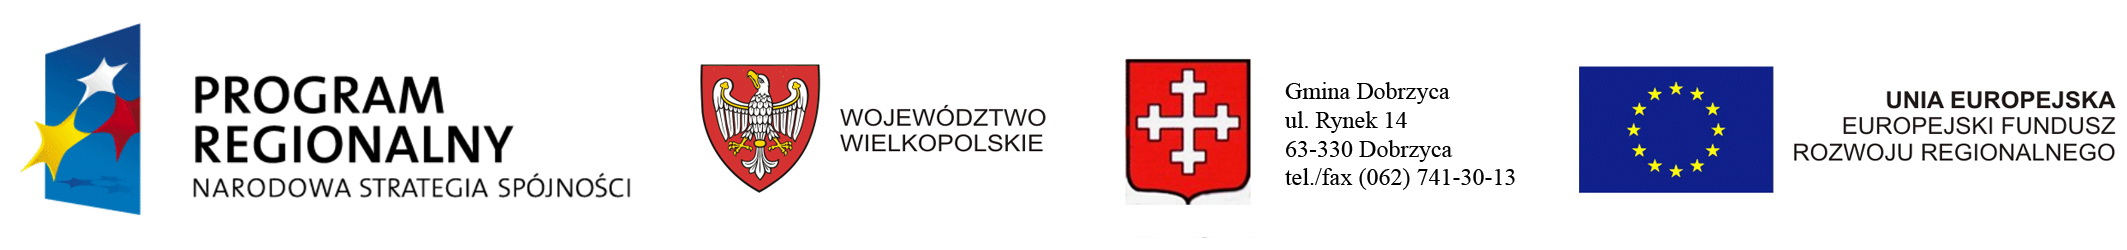 PROGRAM
REGIONALNY
NARODOWA STRATEGIA SPÓJNOŚCI
WOJEWÓDZTWO
WIELKOPOLSKIE
Gmina Dobrzyca
ul. Rynek 14
63-330 Dobrzyca
tel./fax (062) 741-30-13
UNIA EUROPEJSKA
EUROPEJSKI FUNDUSZ
ROZWOJU REGIONALNEGO